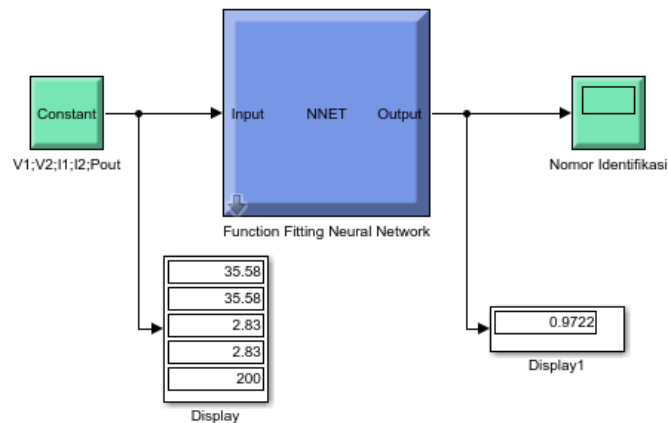 Constant
V1;V2;I1;I2;Pout
Input NNET Output
Function Fitting Neural Network
Nomor Identifikasi
35.58
35.58
2.83
2.83
200
Display
0.9722
Display1